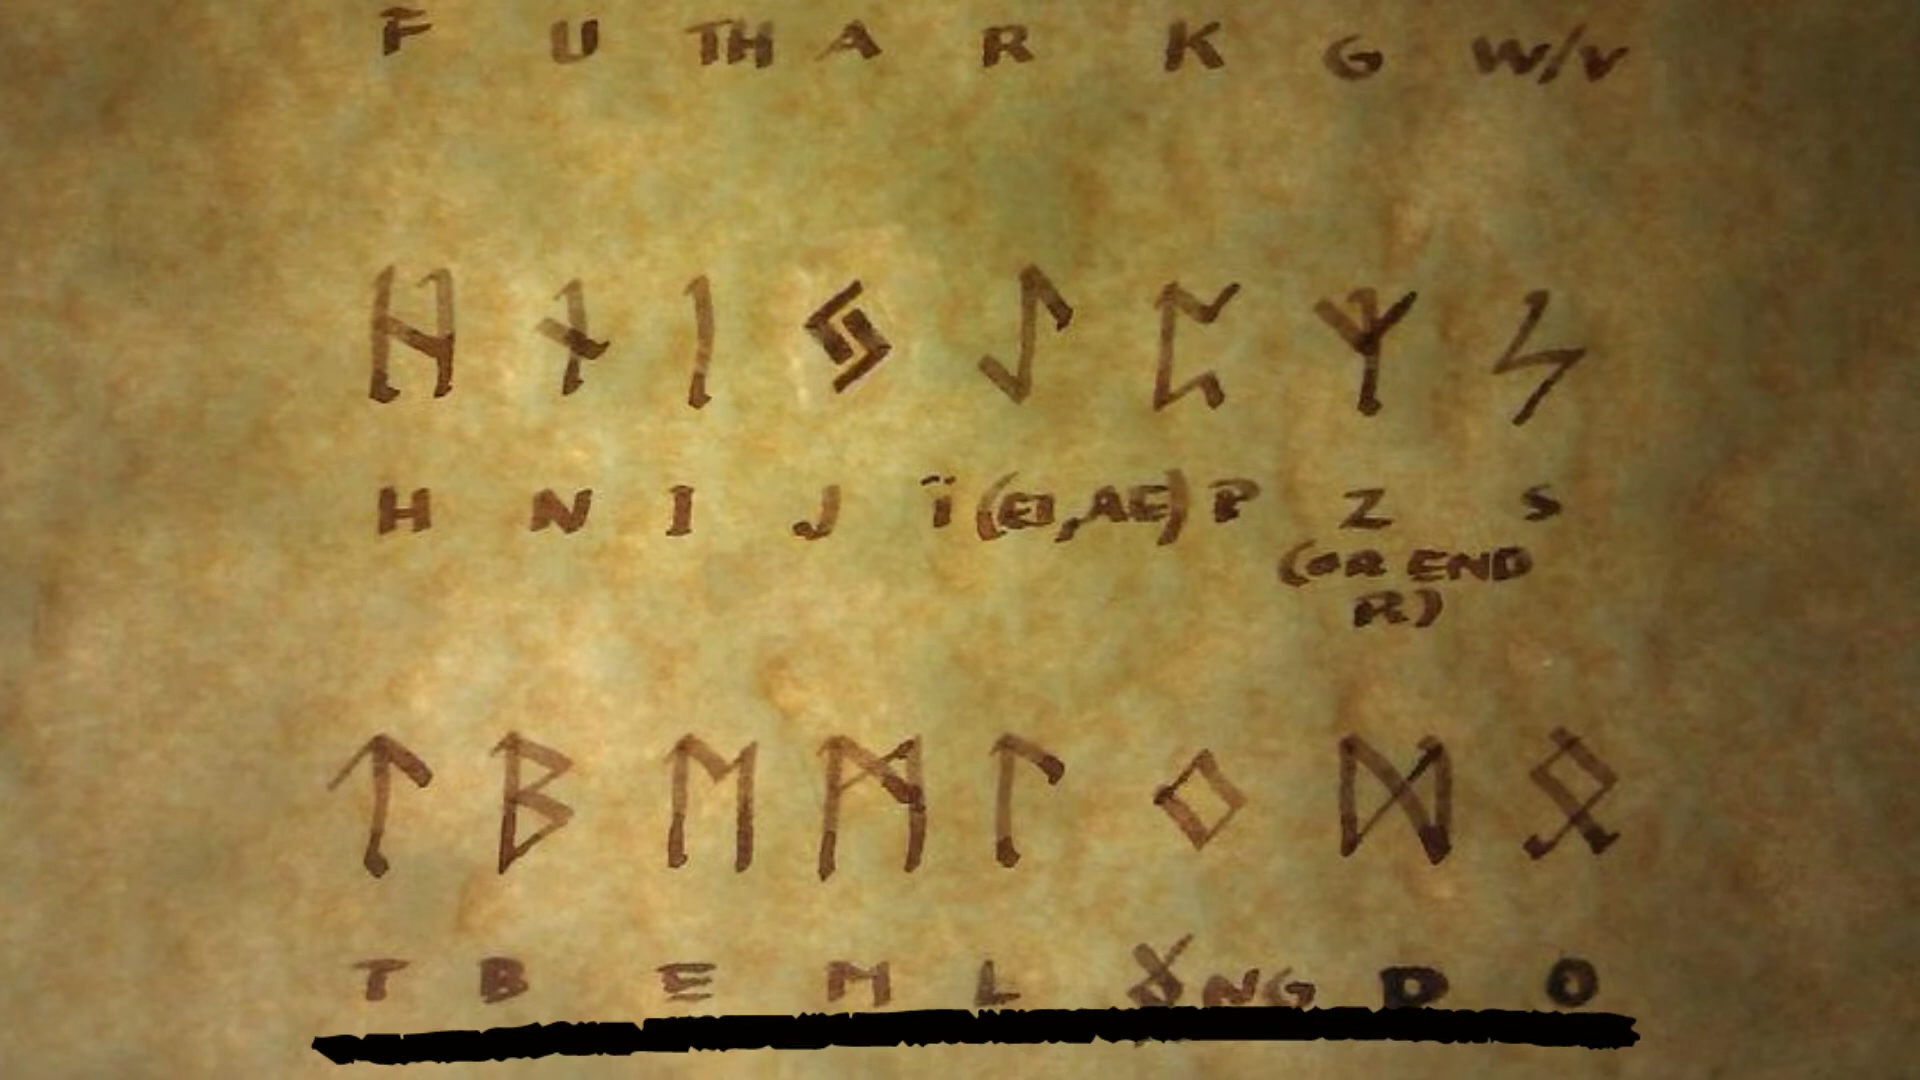 F U TH A R K G W/V
ᚺ ᚾ ᛁ ᛃ ᛇ ᛈ ᛉ ᛊ
H N I J Ï (EI, AE) P Z S
(OR END
R)
ᛏ ᛒ ᛖ ᛗ ᛚ ᛜ ᛞ ᛟ
T B E M L NG D O